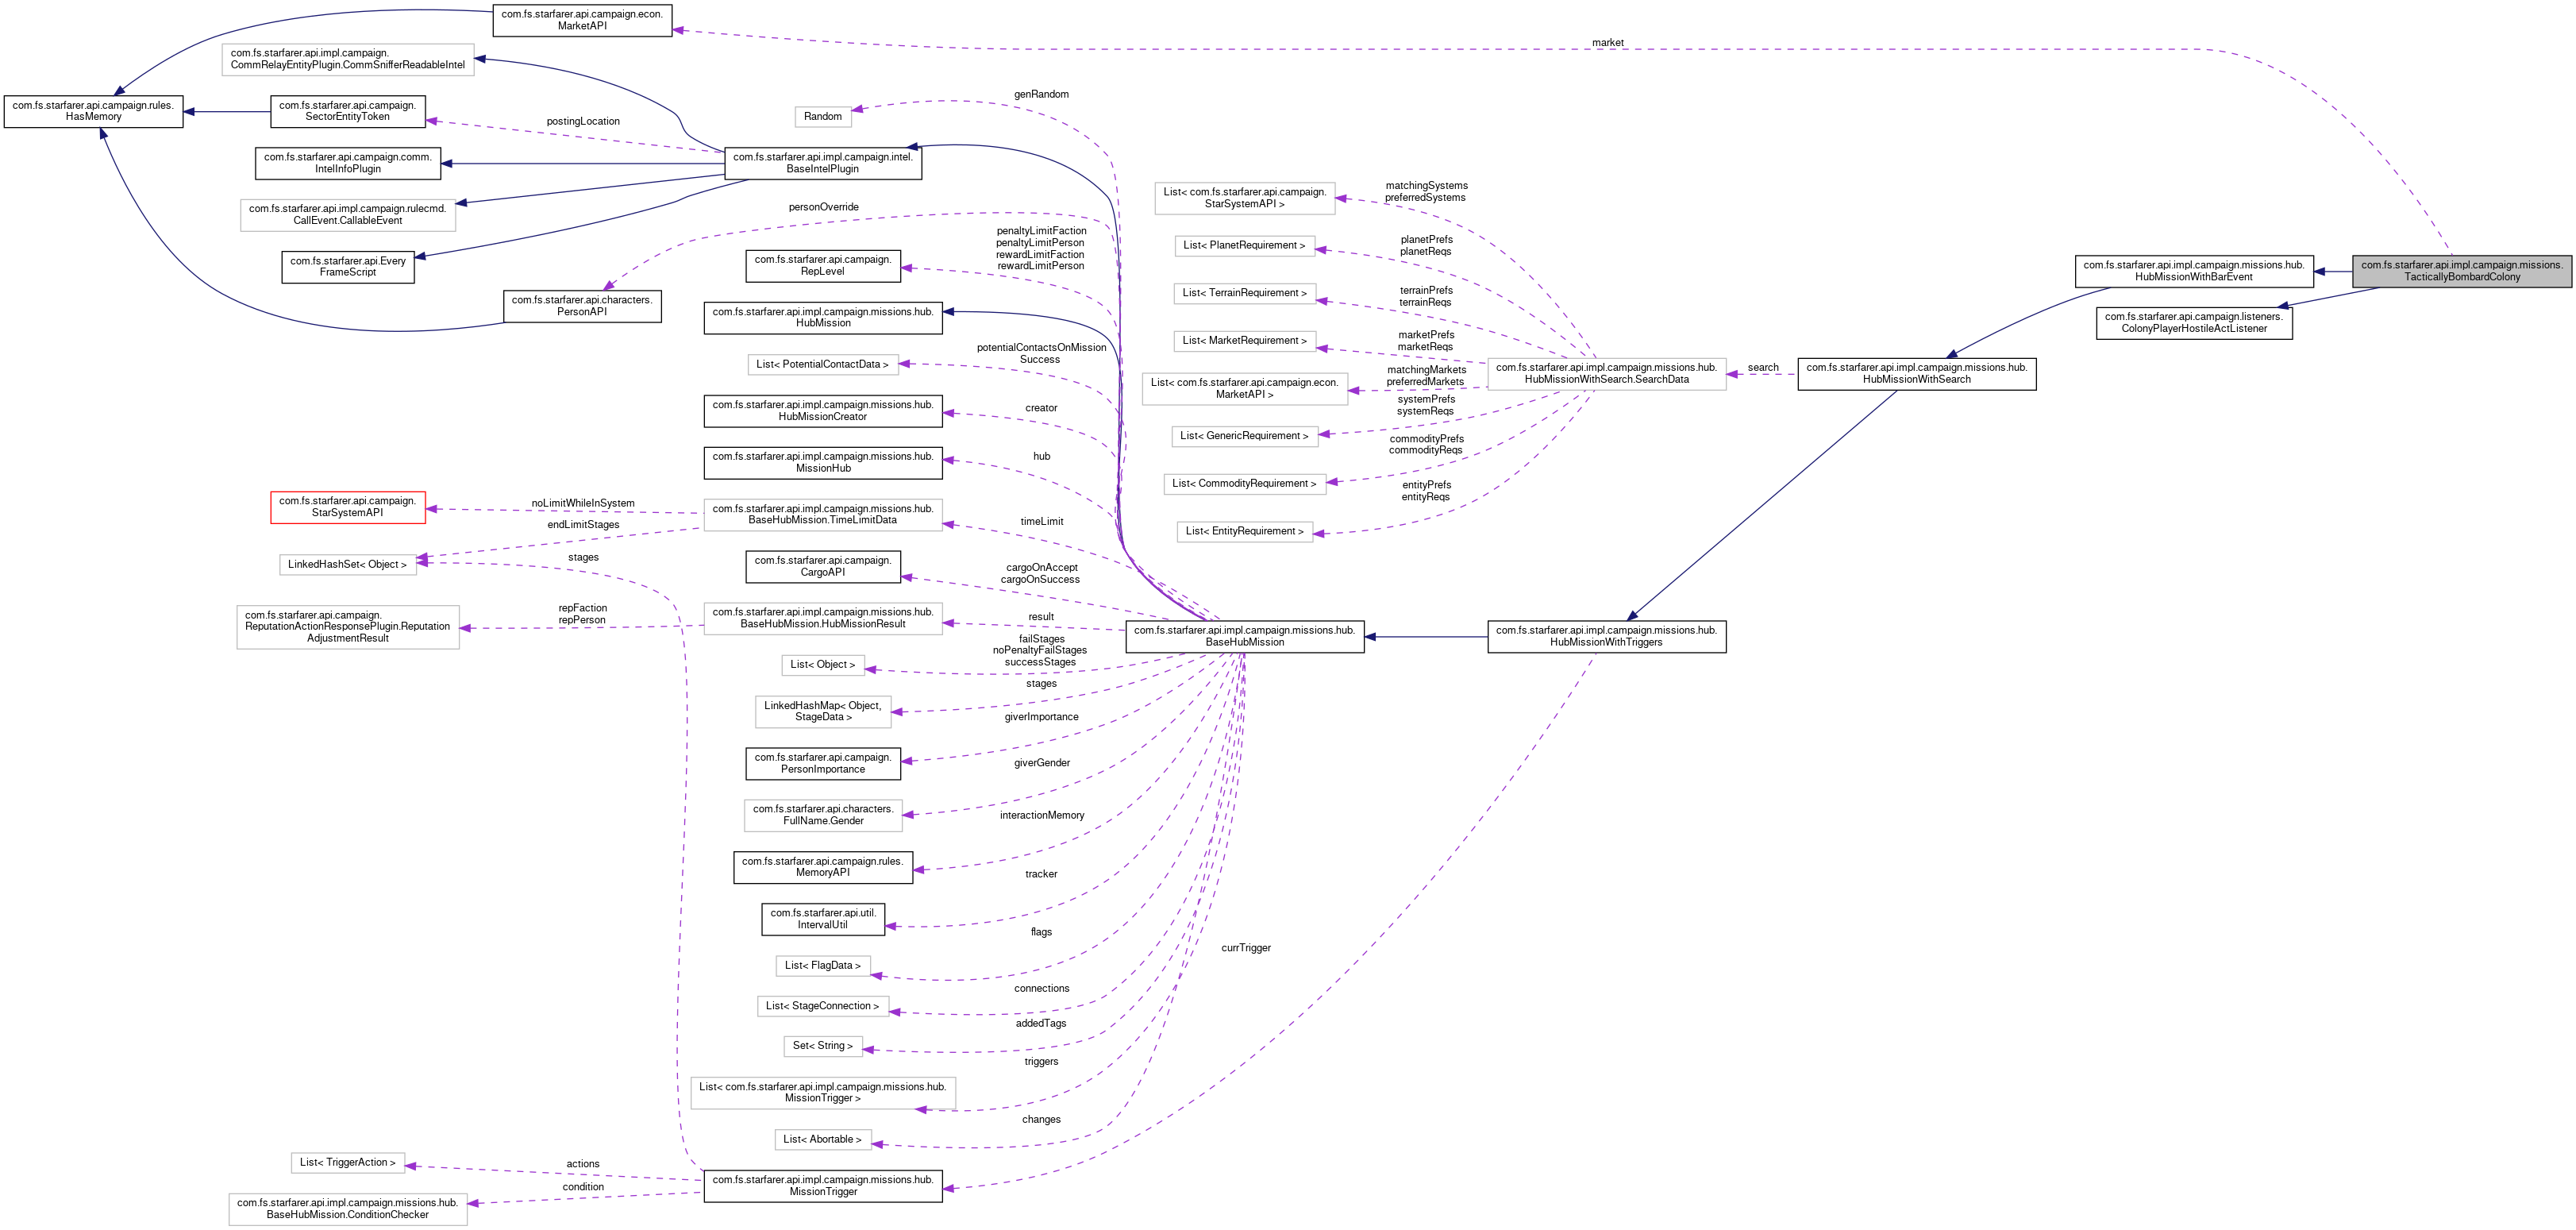 com.fs.starfarer.api.campaign.econ.
MarketAPI
market
com.fs.starfarer.api.impl.campaign.
CommRelayEntityPlugin.CommSnifferReadableIntel
com.fs.starfarer.api.campaign.rules.
HasMemory
com.fs.starfarer.api.campaign.
SectorEntityToken
postingLocation
genRandom
Random
com.fs.starfarer.api.campaign.comm.
IntelInfoPlugin
com.fs.starfarer.api.impl.campaign.intel.
BaseIntelPlugin
com.fs.starfarer.api.impl.campaign.rulecmd.
CallEvent.CallableEvent
personOverride
com.fs.starfarer.api.Every
FrameScript
com.fs.starfarer.api.characters.
PersonAPI
penaltyLimitFaction
penaltyLimitPerson
rewardLimitFaction
rewardLimitPerson
com.fs.starfarer.api.campaign.
RepLevel
com.fs.starfarer.api.impl.campaign.missions.hub.
HubMission
potentialContactsOnMission
Success
List< PotentialContactData >
com.fs.starfarer.api.impl.campaign.missions.hub.
HubMissionCreator
creator
com.fs.starfarer.api.impl.campaign.missions.hub.
MissionHub
hub
List< com.fs.starfarer.api.campaign.
StarSystemAPI >
matchingSystems
preferredSystems
List< PlanetRequirement >
planetPrefs
planetReqs
List< TerrainRequirement >
terrainPrefs
terrainReqs
List< MarketRequirement >
marketPrefs
marketReqs
List< com.fs.starfarer.api.campaign.econ.
MarketAPI >
matchingMarkets
preferredMarkets
List< GenericRequirement >
systemPrefs
systemReqs
List< CommodityRequirement >
commodityPrefs
commodityReqs
List< EntityRequirement >
entityPrefs
entityReqs
com.fs.starfarer.api.impl.campaign.missions.hub.
HubMissionWithSearch.SearchData
search
com.fs.starfarer.api.impl.campaign.missions.hub.
HubMissionWithSearch
com.fs.starfarer.api.impl.campaign.missions.hub.
HubMissionWithBarEvent
com.fs.starfarer.api.impl.campaign.missions.
TacticallyBombardColony
com.fs.starfarer.api.campaign.listeners.
ColonyPlayerHostileActListener
com.fs.starfarer.api.campaign.
StarSystemAPI
noLimitWhileInSystem
endLimitStages
com.fs.starfarer.api.impl.campaign.missions.hub.
BaseHubMission.TimeLimitData
timeLimit
LinkedHashSet< Object >
stages
com.fs.starfarer.api.campaign.
CargoAPI
cargoOnAccept
cargoOnSuccess
com.fs.starfarer.api.campaign.
ReputationActionResponsePlugin.Reputation
AdjustmentResult
repFaction
repPerson
com.fs.starfarer.api.impl.campaign.missions.hub.
BaseHubMission.HubMissionResult
result
com.fs.starfarer.api.impl.campaign.missions.hub.
BaseHubMission
com.fs.starfarer.api.impl.campaign.missions.hub.
HubMissionWithTriggers
List< Object >
failStages
noPenaltyFailStages
successStages
LinkedHashMap< Object,
StageData >
stages
com.fs.starfarer.api.campaign.
PersonImportance
giverImportance
com.fs.starfarer.api.characters.
FullName.Gender
giverGender
com.fs.starfarer.api.campaign.rules.
MemoryAPI
interactionMemory
com.fs.starfarer.api.util.
IntervalUtil
tracker
List< FlagData >
flags
currTrigger
List< StageConnection >
connections
Set< String >
addedTags
List< com.fs.starfarer.api.impl.campaign.missions.hub.
MissionTrigger >
triggers
List< Abortable >
changes
List< TriggerAction >
actions
com.fs.starfarer.api.impl.campaign.missions.hub.
BaseHubMission.ConditionChecker
condition
com.fs.starfarer.api.impl.campaign.missions.hub.
MissionTrigger